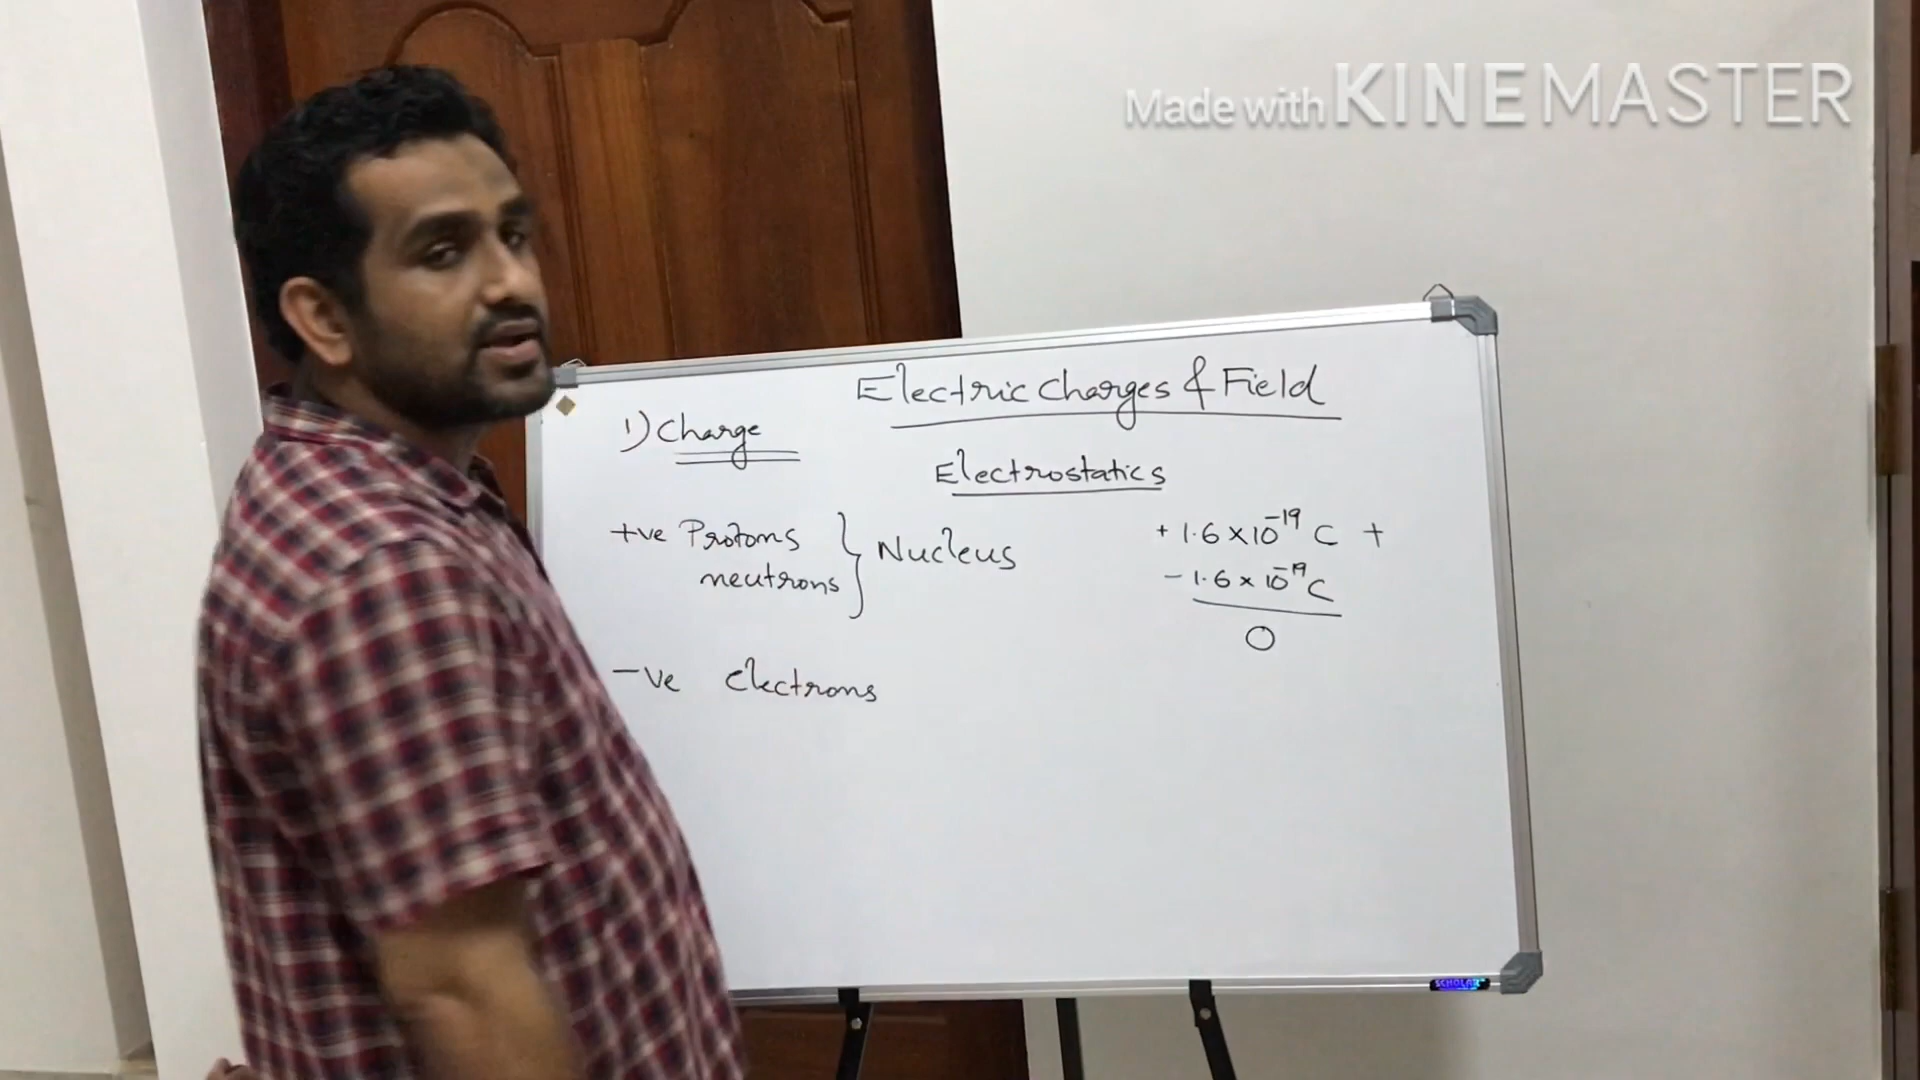 Made with KINEMASTER
Electric Charges & Field
1) Charge
Electrostatics
+ve Protons
neutrons
} Nucleus
+ 1.6 × 10⁻¹⁹ C +
- 1.6 × 10⁻¹⁹ C
0
-ve electrons
SCHOLAR